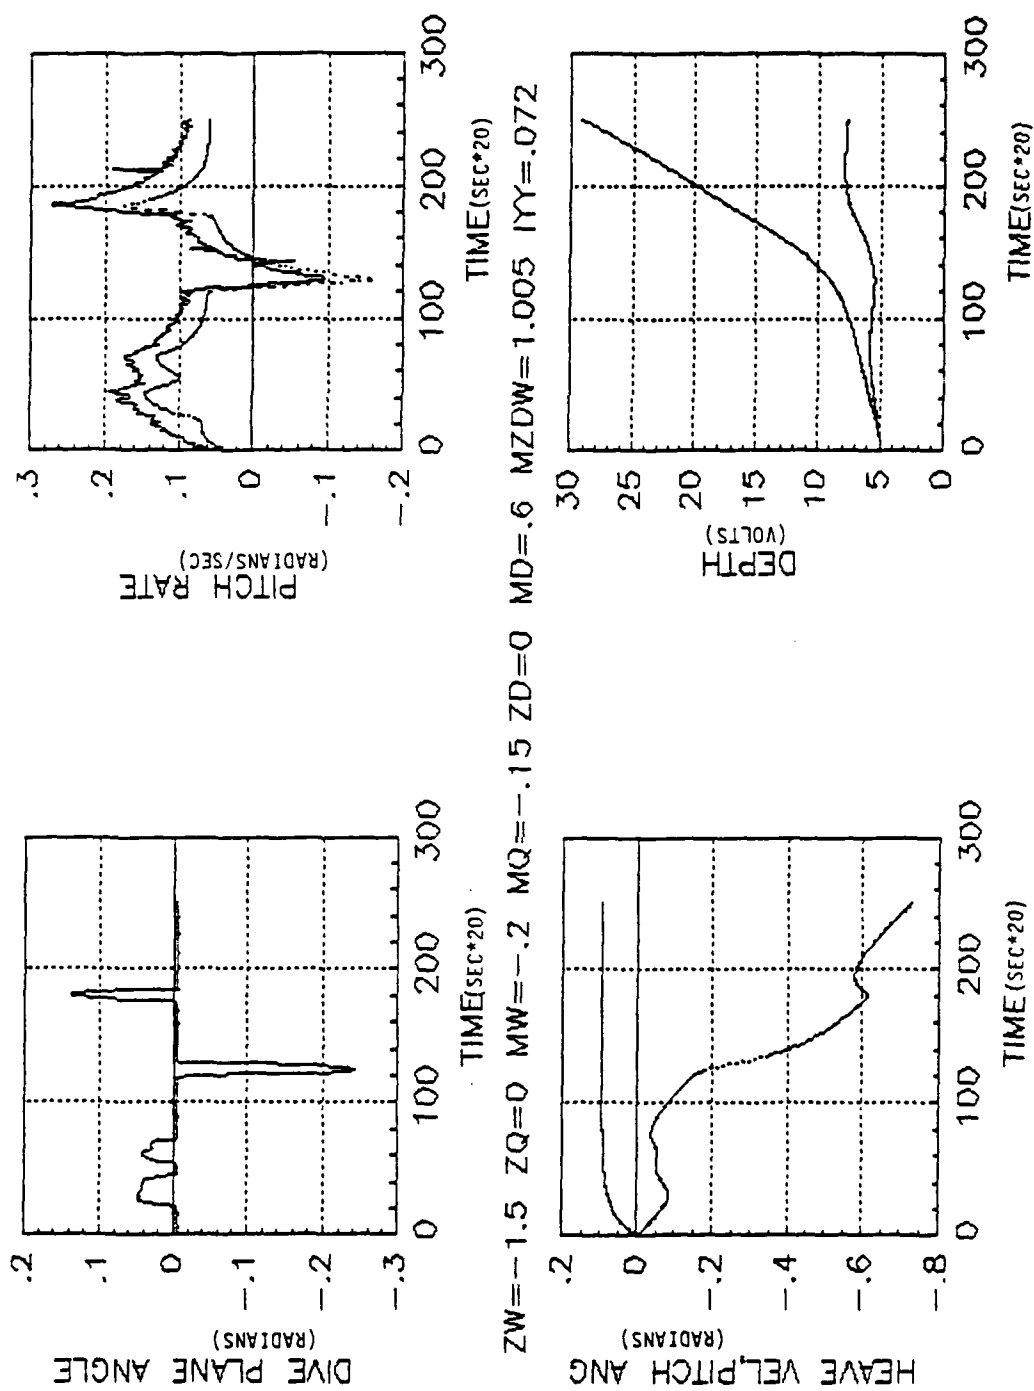 DIVE PLANE ANGLE
(RADIANS)
.2
.1
0
-.1
-.2
-.3
0 100 200 300
TIME(SEC*20)
PITCH RATE
(RADIANS/SEC)
.3
.2
.1
0
-.1
-.2
0 100 200 300
TIME(SEC*20)
ZW=-1.5 ZQ=0 MW=-.2 MQ=-.15 ZD=0 MD=.6 MZDW=1.005 IYY=.072
HEAVE VEL,PITCH ANG
(RADIANS)
.2
0
-.2
-.4
-.6
-.8
0 100 200 300
TIME(SEC*20)
DEPTH
(VOLTS)
30
25
20
15
10
5
0
0 100 200 300
TIME(SEC*20)